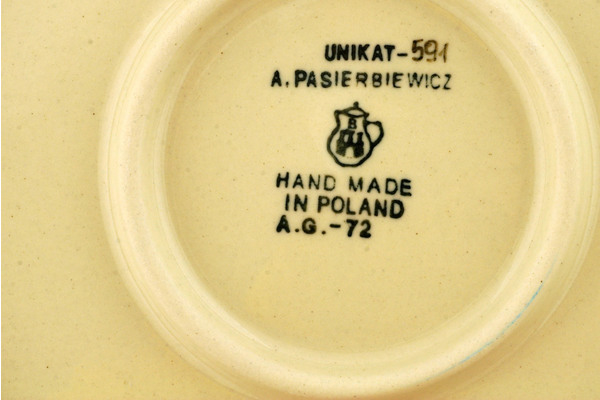 UNIKAT-591
A. PASIERBIEWICZ
B
HAND MADE
IN POLAND
A.G.-72